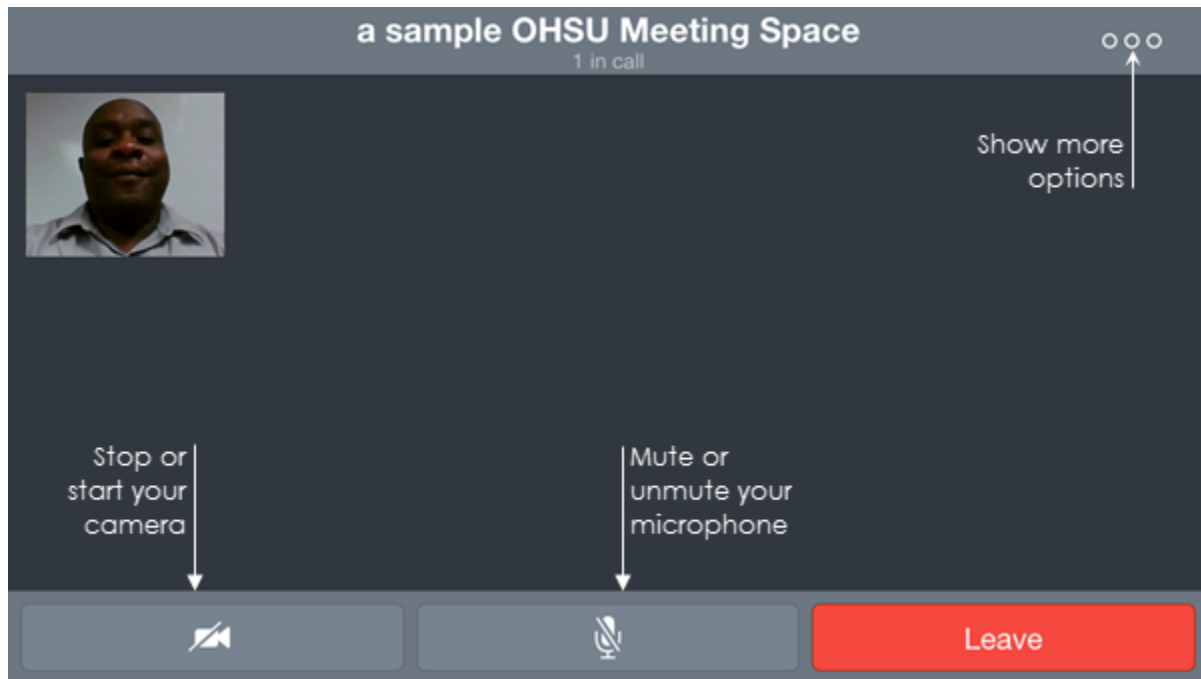 a sample OHSU Meeting Space
1 in call
Show more
options
Stop or
start your
camera
Mute or
unmute your
microphone
Leave